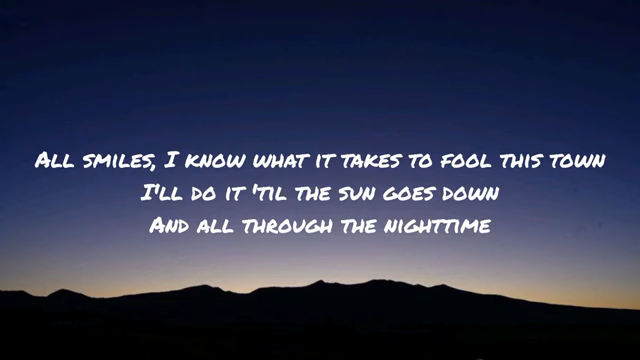 All smiles, I know what it takes to fool this town
I'll do it 'til the sun goes down
And all through the nighttime